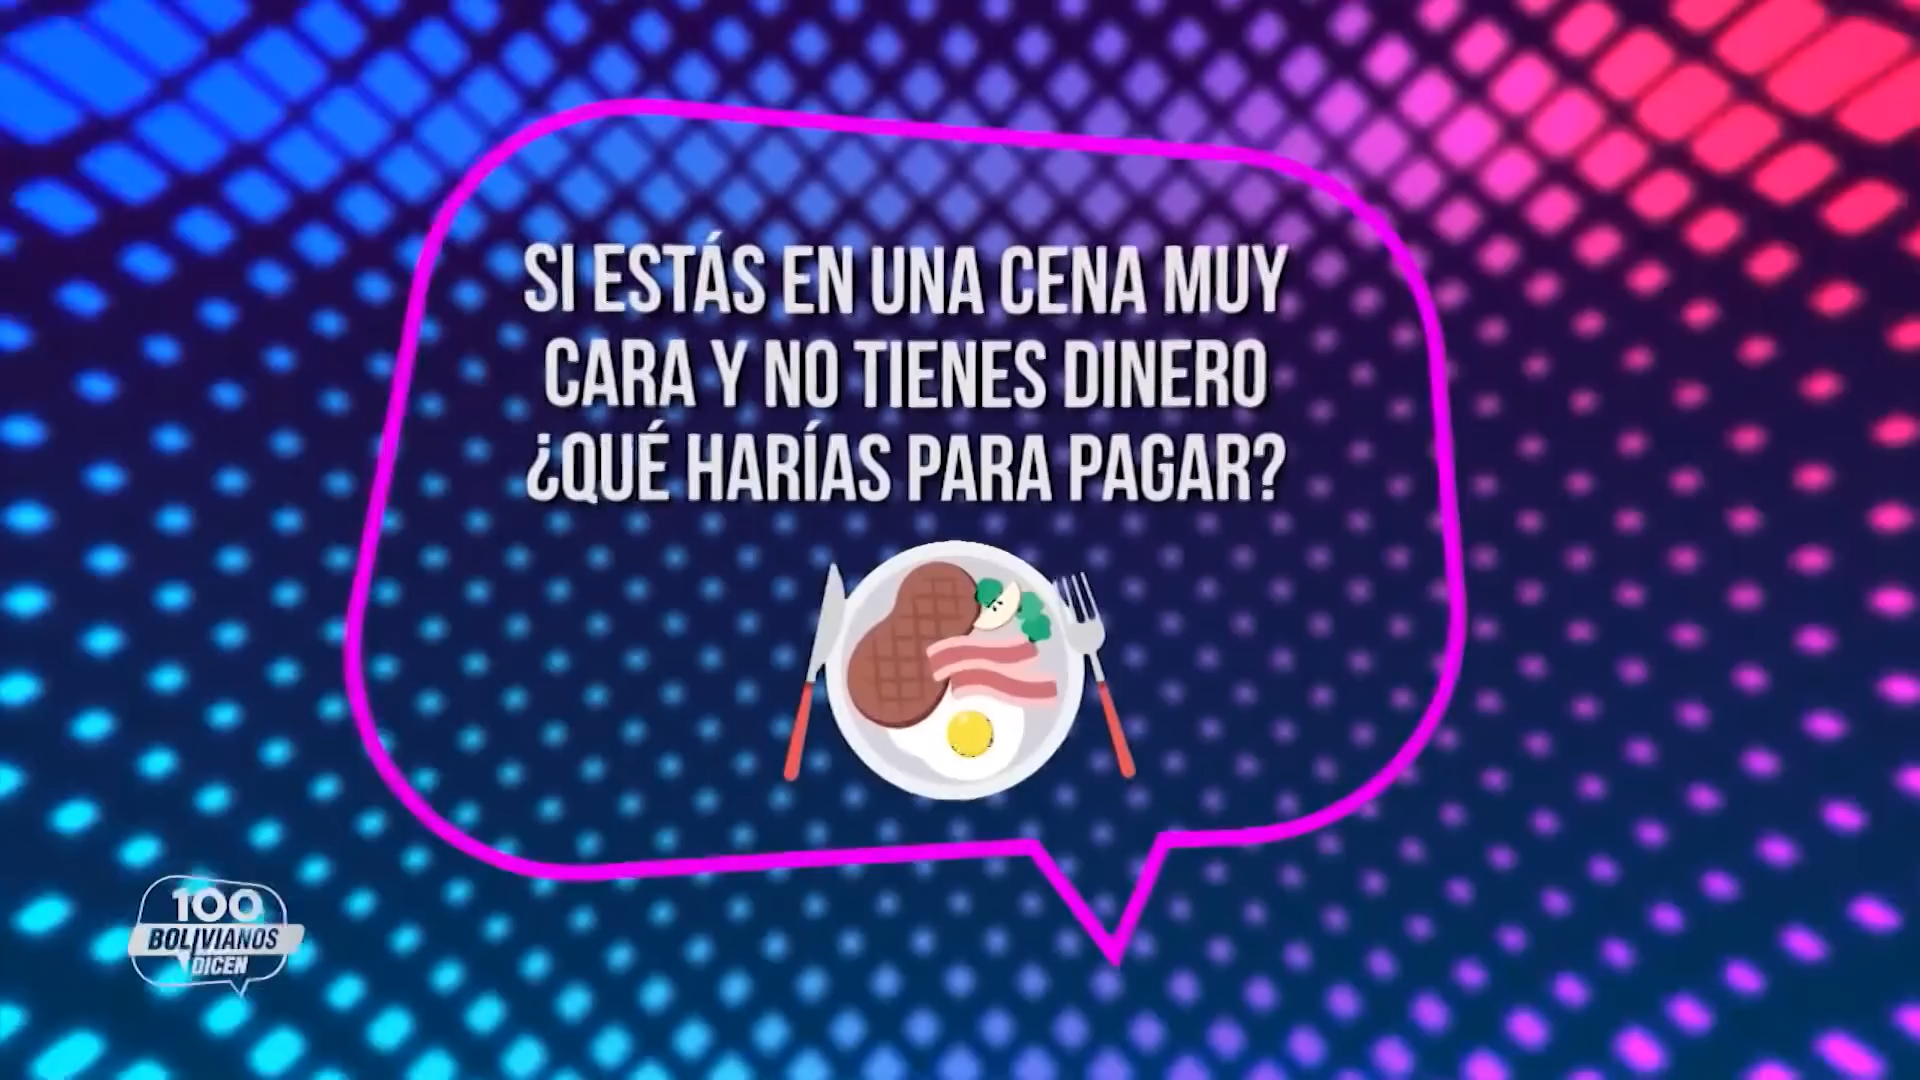 SI ESTÁS EN UNA CENA MUY
CARA Y NO TIENES DINERO
¿QUÉ HARÍAS PARA PAGAR?
100
BOLIVIANOS
DICEN